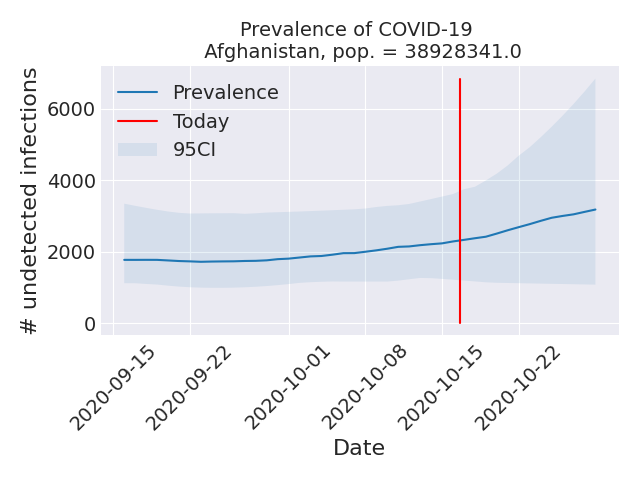 Prevalence of COVID-19
Afghanistan, pop. = 38928341.0
# undetected infections
6000
4000
2000
0
Prevalence
Today
95CI
2020-09-15
2020-09-22
2020-10-01
2020-10-08
2020-10-15
2020-10-22
Date